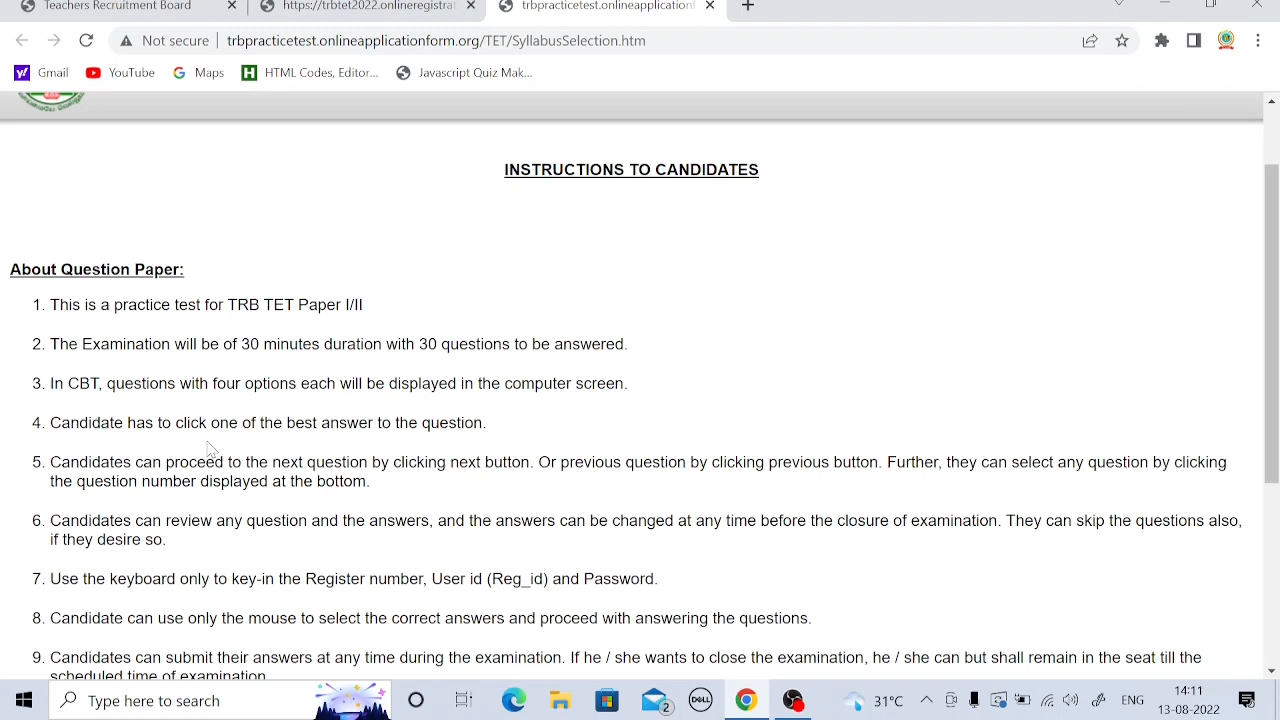 Teachers Recruitment Board
https://trbtet2022.onlineregistrat
trbpracticetest.onlineapplicationf
Not secure
trbpracticetest.onlineapplicationform.org/TET/SyllabusSelection.htm
Gmail
YouTube
Maps
HTML Codes, Editor...
Javascript Quiz Mak...
INSTRUCTIONS TO CANDIDATES
About Question Paper:
1. This is a practice test for TRB TET Paper I/II
2. The Examination will be of 30 minutes duration with 30 questions to be answered.
3. In CBT, questions with four options each will be displayed in the computer screen.
4. Candidate has to click one of the best answer to the question.
5. Candidates can proceed to the next question by clicking next button. Or previous question by clicking previous button. Further, they can select any question by clicking
the question number displayed at the bottom.
6. Candidates can review any question and the answers, and the answers can be changed at any time before the closure of examination. They can skip the questions also,
if they desire so.
7. Use the keyboard only to key-in the Register number, User id (Reg_id) and Password.
8. Candidate can use only the mouse to select the correct answers and proceed with answering the questions.
9. Candidates can submit their answers at any time during the examination. If he / she wants to close the examination, he / she can but shall remain in the seat till the
scheduled time of examination
Type here to search
2
DELL
31°C
ENG
14:11
13-08-2022